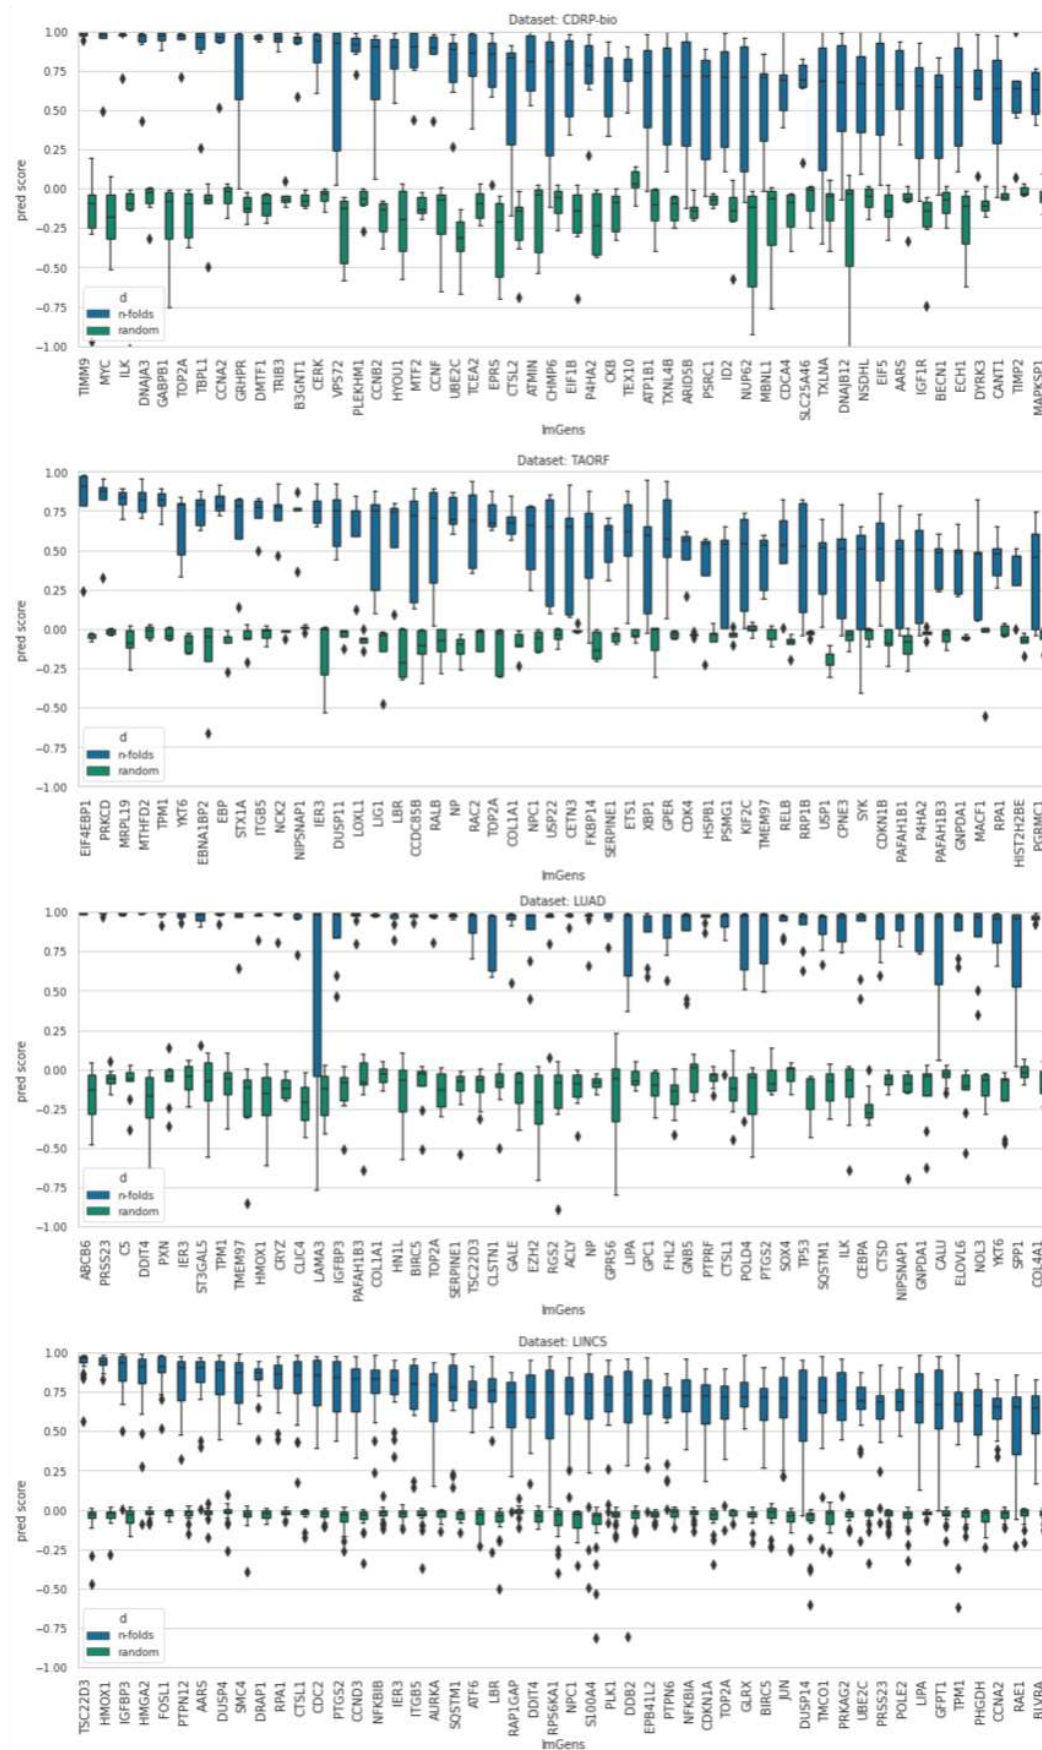 Dataset: CDRP-bio
1.00
0.75
0.50
0.25
0.00
−0.25
−0.50
−0.75
−1.00
pred score
d
n-folds
random
TIMM9 MYC ILK DNAJA3 GABPB1 TOP2A TBPL1 CCNA2 GRHPR DMTF1 TRIB3 B3GNT1 CERK VPS72 PLEKHM1 CCNB2 HYOU1 MTF2 CCNF UBE2C TCEA2 EPRS CTSL2 ATMIN CHMP6 EIF1B P4HA2 CKB TEX10 ATP1B1 TXNL4B ARID5B PSRC1 ID2 NUP62 MBNL1 CDCA4 SLC25A46 TXLNA DNAJB12 NSDHL EIF5 AARS IGF1R BECN1 ECH1 DYRK3 CANT1 TIMP2 MAPKSP1
ImGens
Dataset: TAORF
1.00
0.75
0.50
0.25
0.00
−0.25
−0.50
−0.75
−1.00
pred score
d
n-folds
random
EIF4EBP1 PRKCD MRPL19 MTHFD2 TPM1 YKT6 EBNA1BP2 EBP STX1A ITGB5 NCK2 NIPSNAP1 IER3 DUSP11 LOXL1 LIG1 LBR CCDC85B RALB NP RAC2 TOP2A COL1A1 NPC1 USP22 CETN3 FKBP14 SERPINE1 ETS1 XBP1 GPER CDK4 HSPB1 PSMG1 KIF2C TMEM97 RELB RRP1B USP1 CPNE3 SYK CDKN1B PAFAH1B1 P4HA2 PAFAH1B3 GNPDA1 MACF1 RPA1 HIST2H2BE PGRMC1
ImGens
Dataset: LUAD
1.00
0.75
0.50
0.25
0.00
−0.25
−0.50
−0.75
−1.00
pred score
d
n-folds
random
ABCB6 PRSS23 CS DDIT4 PXN IER3 ST3GAL5 TPM1 TMEM97 HMOX1 CRYZ CLIC4 LAMA3 IGFBP3 PAFAH1B3 COL1A1 HN1L BIRC5 TOP2A SERPINE1 TSC22D3 CLSTN1 GALE EZH2 RGS2 ACLY NP GPR56 LIPA GPC1 FHL2 GNB5 PTPRF CTSL1 POLD4 PTGS2 SOX4 TP53 SQSTM1 ILK CEBPA CTSD NIPSNAP1 GNPDA1 CALU ELOVL6 NOL3 YKT6 SPP1 COL4A1
ImGens
Dataset: LINCS
1.00
0.75
0.50
0.25
0.00
−0.25
−0.50
−0.75
−1.00
pred score
d
n-folds
random
TSC22D3 HMOX1 IGFBP3 HMGA2 FOSL1 PTPN12 AARS DUSP4 SMC4 DRAP1 RPA1 CTSL1 CDC2 PTGS2 CCND3 NFKBIB IER3 ITGB5 AURKA SQSTM1 ATF6 LBR RAP1GAP DDIT4 RPS6KA1 NPC1 S100A4 PLK1 DDB2 EPB41L2 PTPN6 NFKBIA CDKN1A TOP2A GLRX BIRC5 JUN DUSP14 TMCO1 PRKAG2 UBE2C PRSS23 POLE2 LIPA GFPT1 TPM1 PHGDH CCNA2 RAE1 BLVRA
ImGens